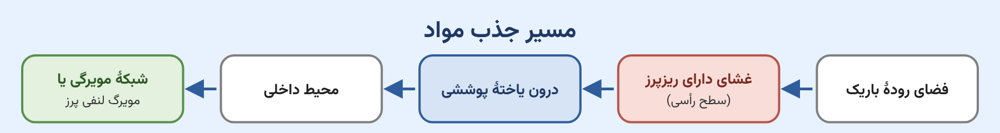 مسیر جذب مواد
فضای رودهٔ باریک
غشای دارای ریزپرز
(سطح رأسی)
درون یاختهٔ پوششی
محیط داخلی
شبکهٔ مویرگی یا
مویرگ لنفی پرز